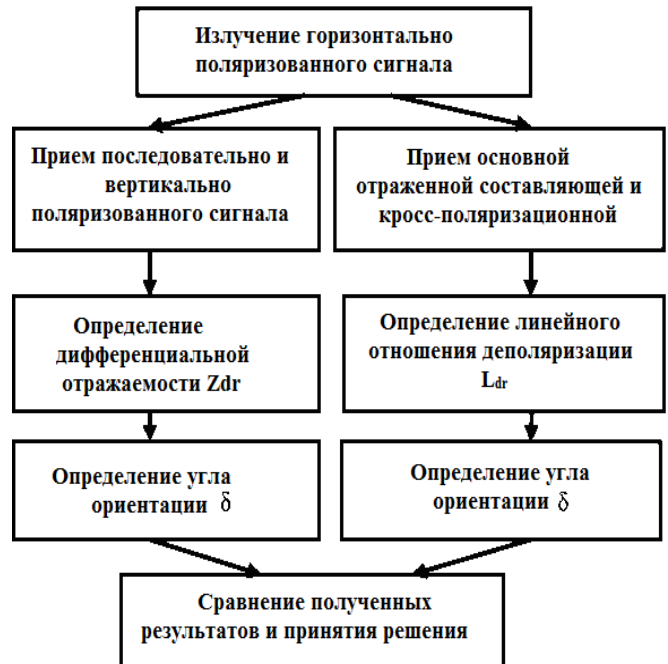 Излучение горизонтально
поляризованного сигнала
Прием последовательно и
вертикально
поляризованного сигнала
Прием основной
отраженной составляющей и
кросс-поляризационной
Определение
дифференциальной
отражаемости Zdr
Определение линейного
отношения деполяризации
Ldr
Определение угла
ориентации δ
Определение угла
ориентации δ
Сравнение полученных
результатов и принятия решения